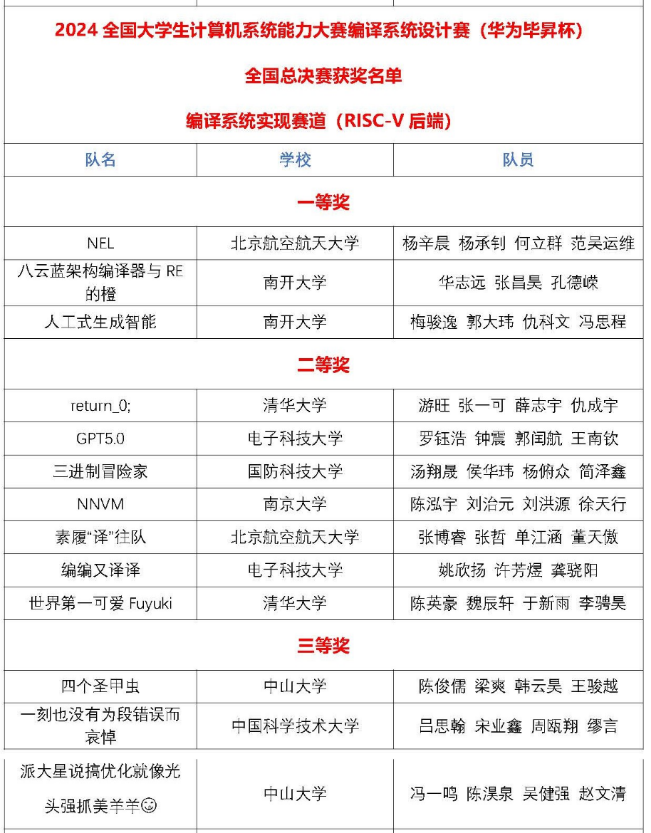 2024 全国大学生计算机系统能力大赛编译系统设计赛（华为毕昇杯）
全国总决赛获奖名单
编译系统实现赛道（RISC-V 后端）
队名 学校 队员
一等奖
NEL 北京航空航天大学 杨辛晨 杨承钊 何立群 范吴运维
八云蓝架构编译器与 RE
的橙 南开大学 华志远 张昌昊 孔德嵘
人工式生成智能 南开大学 梅骏逸 郭大玮 仇科文 冯思程
二等奖
return_0; 清华大学 游旺 张一可 薛志宇 仇成宇
GPT5.0 电子科技大学 罗钰浩 钟震 郭闰航 王南钦
三进制冒险家 国防科技大学 汤翔晟 侯华玮 杨俯众 简泽鑫
NNVM 南京大学 陈泓宇 刘治元 刘洪源 徐天行
素履“译”往队 北京航空航天大学 张博睿 张哲 单江涵 董天傲
编编又译译 电子科技大学 姚欣扬 许芳煜 龚骁阳
世界第一可爱 Fuyuki 清华大学 陈英豪 魏辰轩 于新雨 李骋昊
三等奖
四个圣甲虫 中山大学 陈俊儒 梁爽 韩云昊 王骏越
一刻也没有为段错误而
哀悼 中国科学技术大学 吕思翰 宋业鑫 周瓯翔 缪言
派大星说搞优化就像光
头强抓美羊羊 中山大学 冯一鸣 陈淏泉 吴健强 赵文清